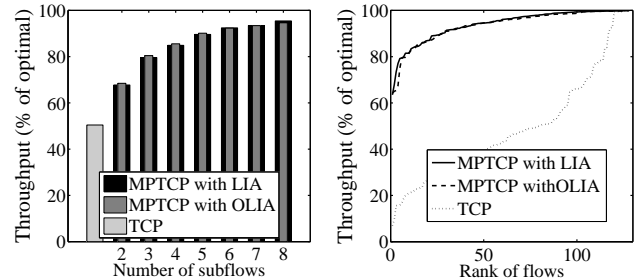 Throughput (% of optimal)
100
80
60
40
20
0
MPTCP with LIA
MPTCP with OLIA
TCP
2 3 4 5 6 7 8
Number of subflows
Throughput (% of optimal)
100
80
60
40
20
0
MPTCP with LIA
MPTCP withOLIA
TCP
0 50 100
Rank of flows